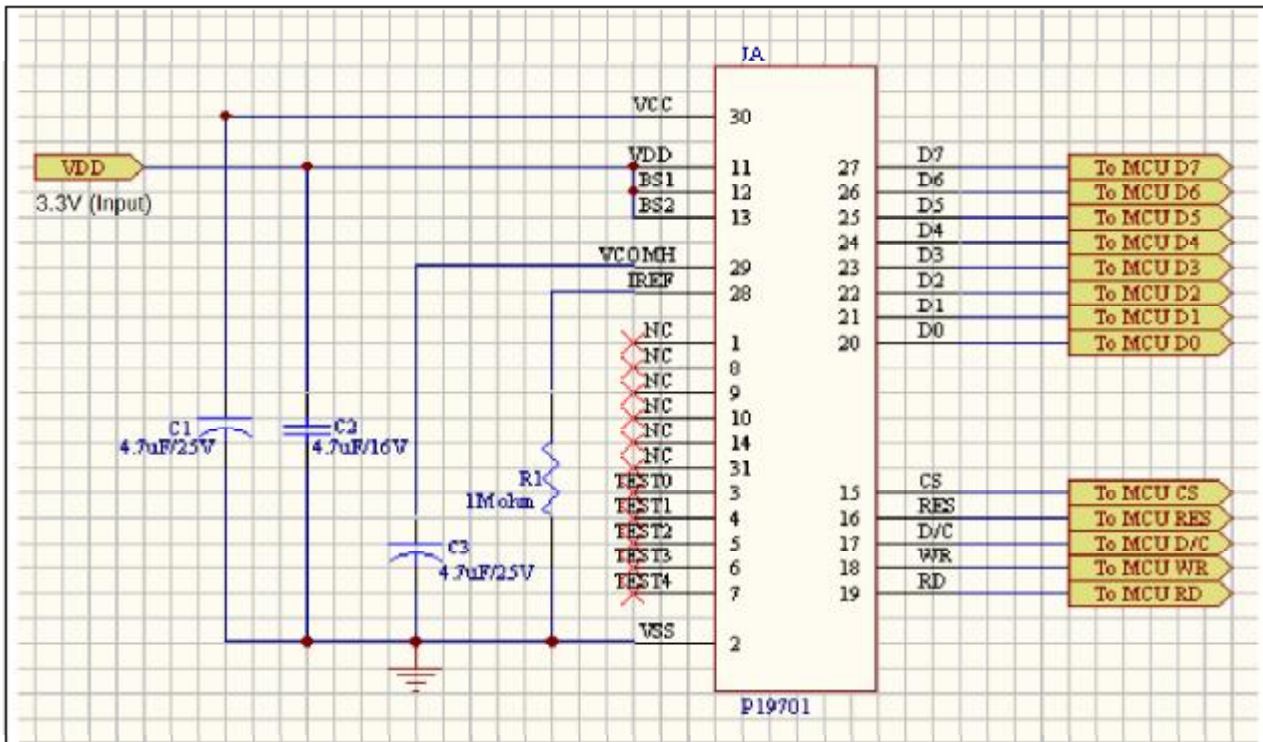 JA
VCC
30
VDD
3.3V (Input)
VDD
11
BS1
12
BS2
13
VCOMH
29
IREF
28
NC
1
NC
8
NC
9
NC
10
NC
14
NC
31
TEST0
3
TEST1
4
TEST2
5
TEST3
6
TEST4
7
VSS
2
C1
4.7uF/25V
C2
4.7uF/16V
C3
4.7uF/25V
R1
1M ohm
27 D7 To MCU D7
26 D6 To MCU D6
25 D5 To MCU D5
24 D4 To MCU D4
23 D3 To MCU D3
22 D2 To MCU D2
21 D1 To MCU D1
20 D0 To MCU D0
15 CS To MCU CS
16 RES To MCU RES
17 D/C To MCU D/C
18 WR To MCU WR
19 RD To MCU RD
P19701